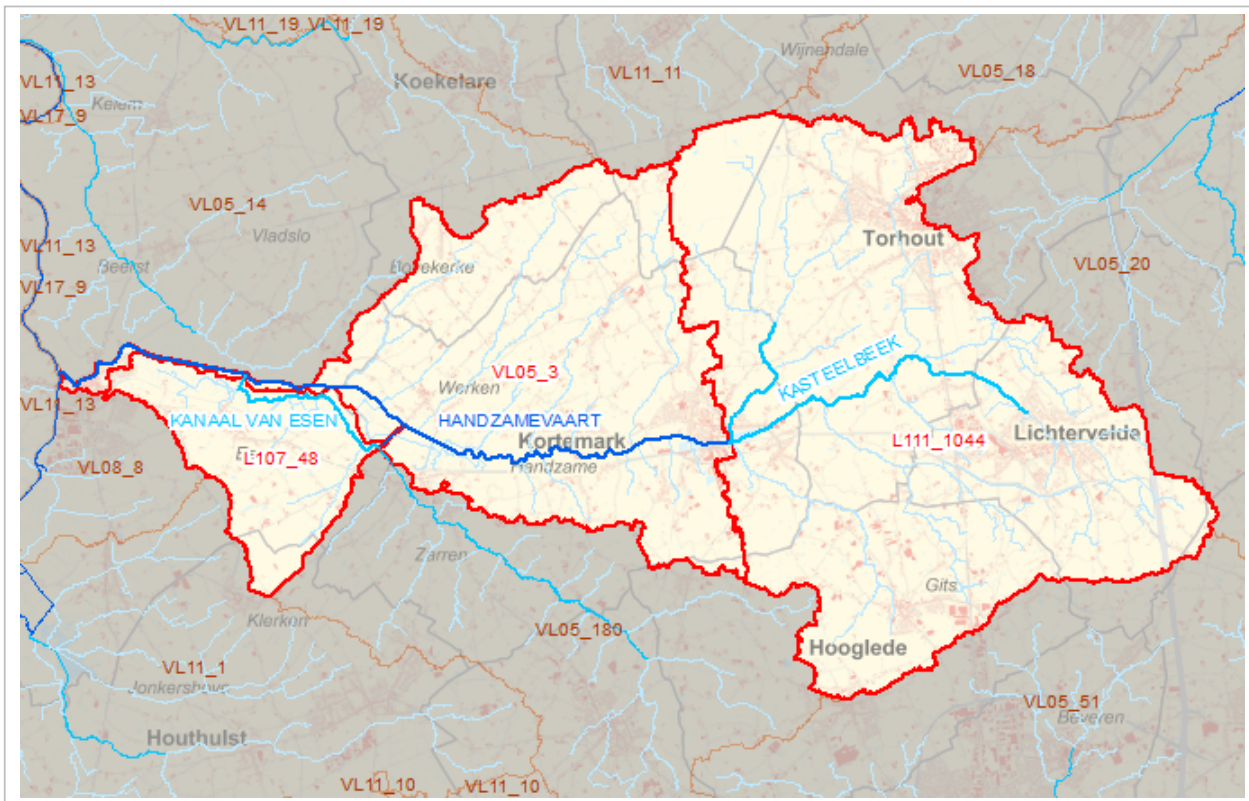 VL11_19 VL11_19
Wijnendale
VL11_13
Koekelare
VL11_11
VL05_18
Keiem
VL17_9
VL05_14
Vladslo
Torhout
VL11_13
Beerst
Bovekerke
VL05_20
VL17_9
KASTEELBEEK
VL05_3
Werken
VL11_13
KANAAL VAN ESEN
HANDZAMEVAART
Kortemark
Lichtervelde
L111_1044
VL08_8
L107_48
Handzame
Zarren
Gits
Klerken
VL05_180
Hooglede
VL11_1
Jonkershove
VL05_51
Beveren
Houthulst
VL11_10
VL11_10